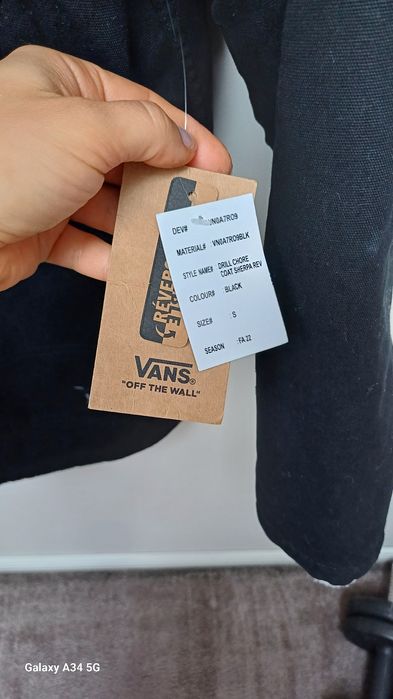 DEV# VN0A7RO9
MATERIAL# : VN0A7RO9BLK
STYLE NAME# : DRILL CHORE
COAT SHERPA REV
COLOUR# : BLACK
SIZE# : S
SEASON : FA 22
VANS®
"OFF THE WALL"
Galaxy A34 5G